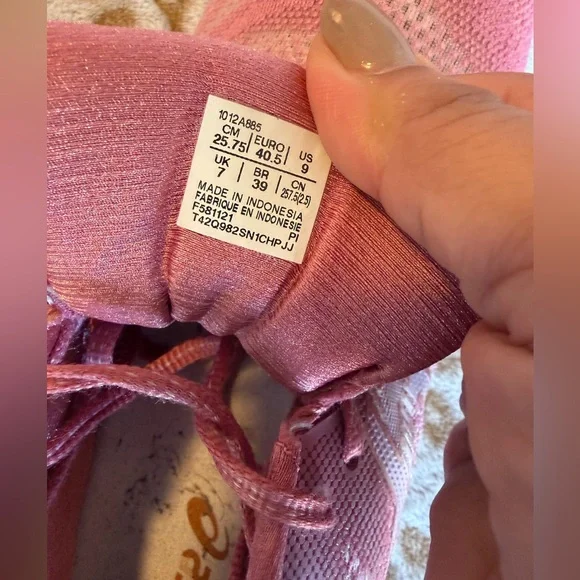 1012A885
CM EURO US
25.75 40.5 9
UK BR CN
7 39 257.5(2.5)
MADE IN INDONESIA
FABRIQUE EN INDONESIE
F581121 PI
T42Q982SN1CHPJJ